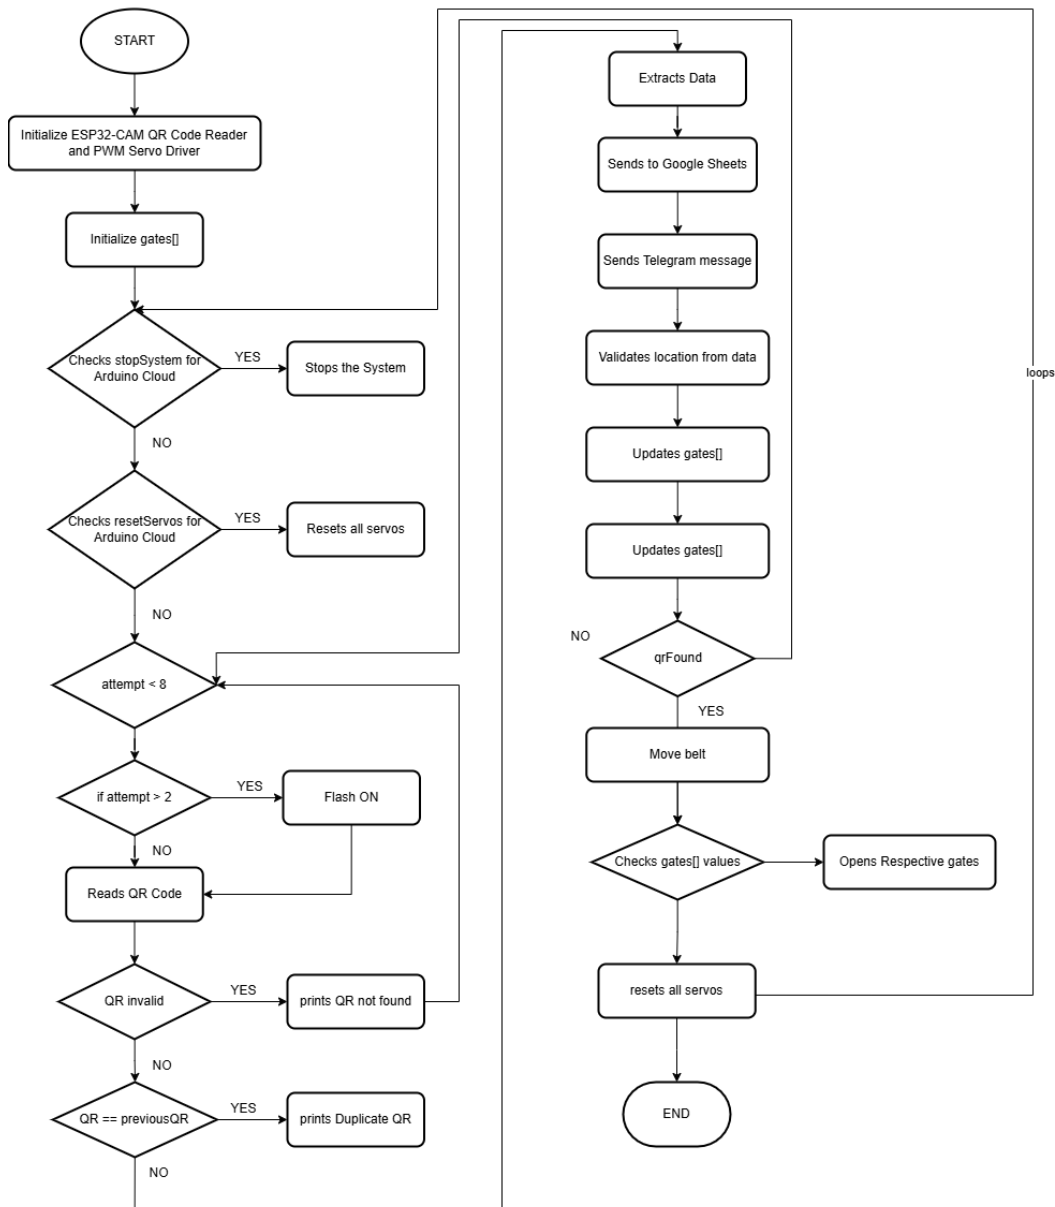 START
Initialize ESP32-CAM QR Code Reader
and PWM Servo Driver
Initialize gates[]
Checks stopSystem for
Arduino Cloud
YES
Stops the System
NO
Checks resetServos for
Arduino Cloud
YES
Resets all servos
NO
attempt < 8
if attempt > 2
YES
Flash ON
NO
Reads QR Code
QR invalid
YES
prints QR not found
NO
QR == previousQR
YES
prints Duplicate QR
NO
Extracts Data
Sends to Google Sheets
Sends Telegram message
Validates location from data
Updates gates[]
Updates gates[]
NO
qrFound
YES
Move belt
Checks gates[] values
Opens Respective gates
resets all servos
END
loops